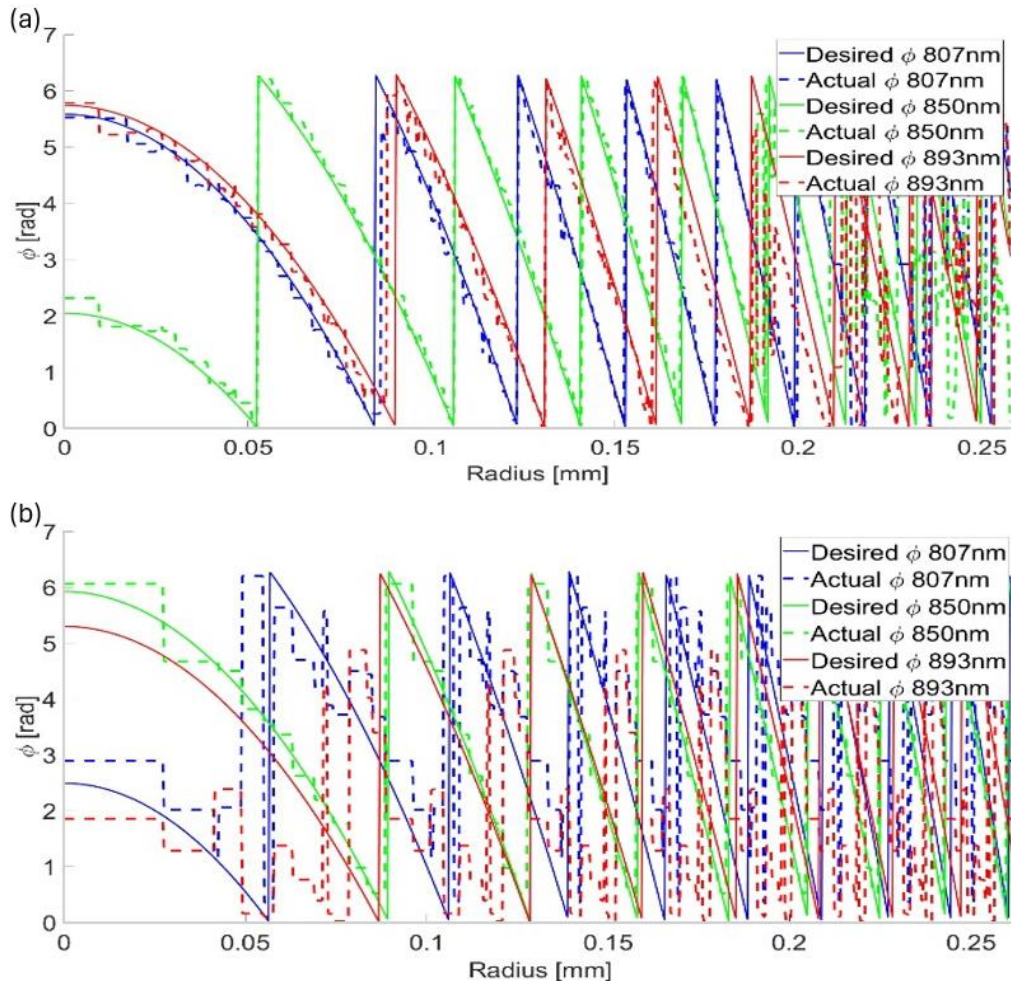 (a)
7
6
5
4
3
2
1
0
ϕ [rad]
Desired ϕ 807nm
Actual ϕ 807nm
Desired ϕ 850nm
Actual ϕ 850nm
Desired ϕ 893nm
Actual ϕ 893nm
0 0.05 0.1 0.15 0.2 0.25
Radius [mm]
(b)
7
6
5
4
3
2
1
0
ϕ [rad]
Desired ϕ 807nm
Actual ϕ 807nm
Desired ϕ 850nm
Actual ϕ 850nm
Desired ϕ 893nm
Actual ϕ 893nm
0 0.05 0.1 0.15 0.2 0.25
Radius [mm]